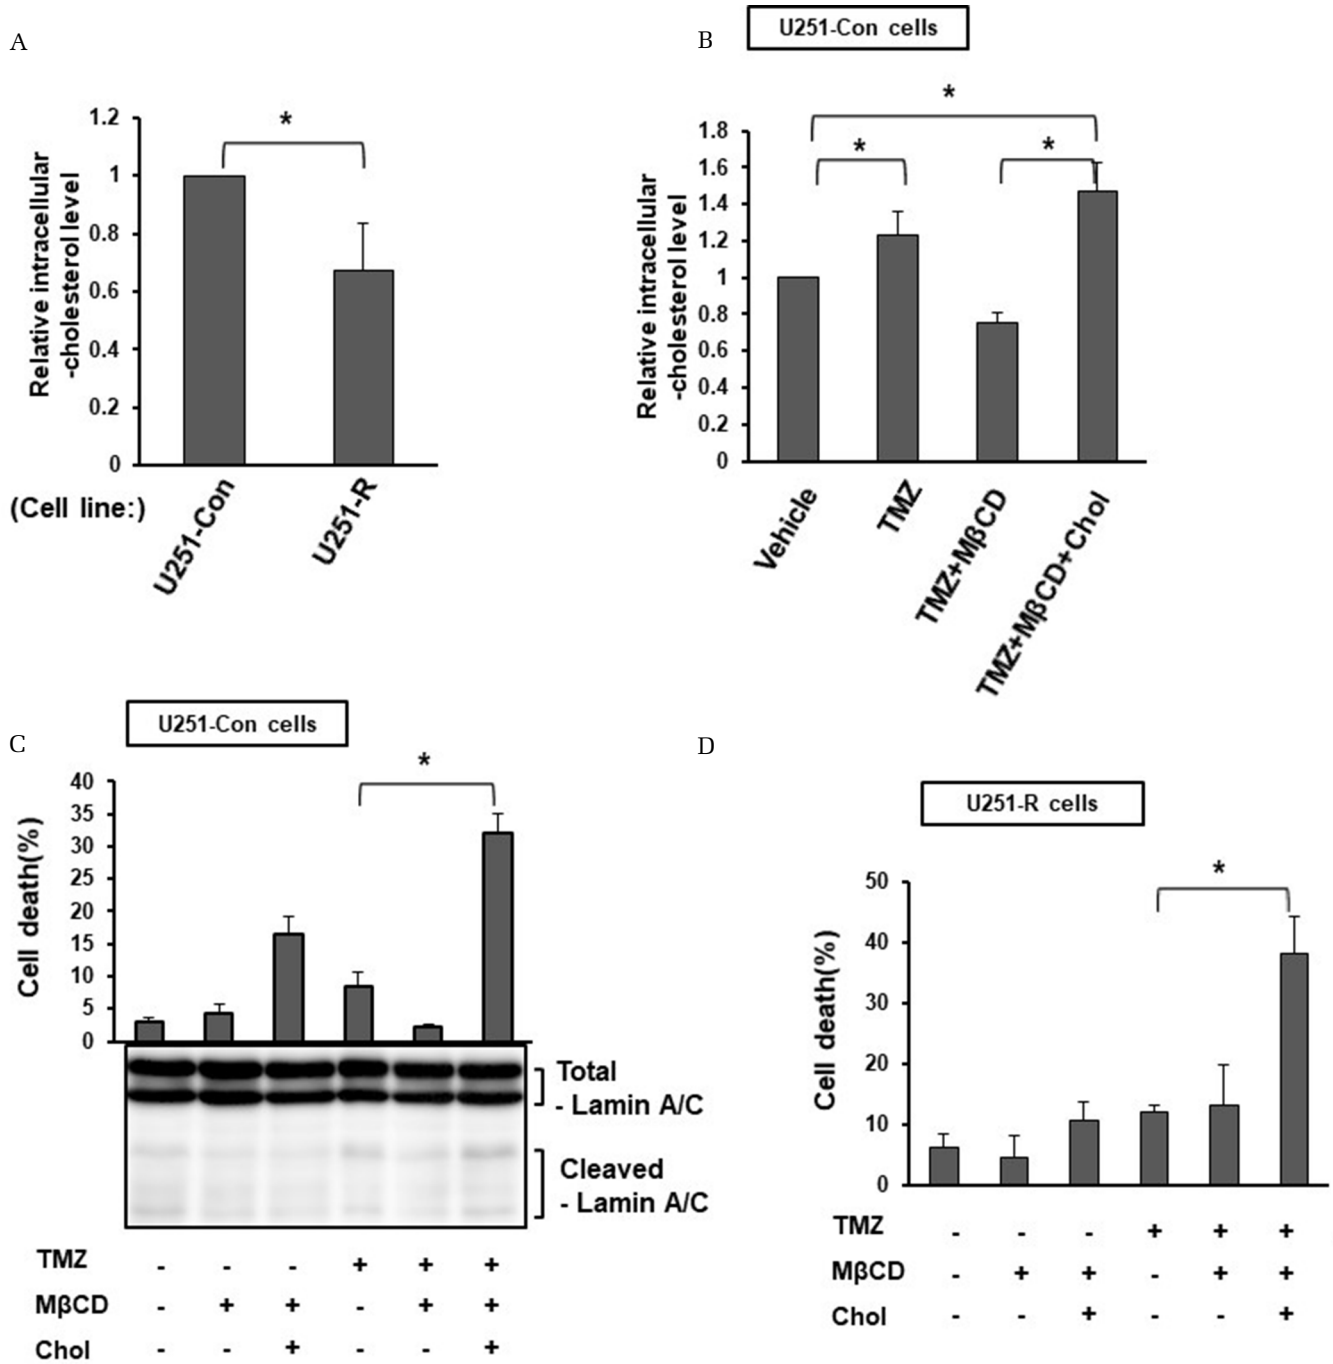 A
1.2
1
0.8
0.6
0.4
0.2
0
Relative intracellular
-cholesterol level
*
(Cell line:)
U251-Con
U251-R
B
U251-Con cells
1.8
1.6
1.4
1.2
1
0.8
0.6
0.4
0.2
0
Relative intracellular
-cholesterol level
*
*
*
Vehicle
TMZ
TMZ+MβCD
TMZ+MβCD+Chol
C
U251-Con cells
40
35
30
25
20
15
10
5
0
Cell death(%)
*
Total
- Lamin A/C
Cleaved
- Lamin A/C
TMZ - - - + + +
MβCD - + + - + +
Chol - - + - - +
D
U251-R cells
50
40
30
20
10
0
Cell death(%)
*
TMZ - - - + + +
MβCD - + + - + +
Chol - - + - - +